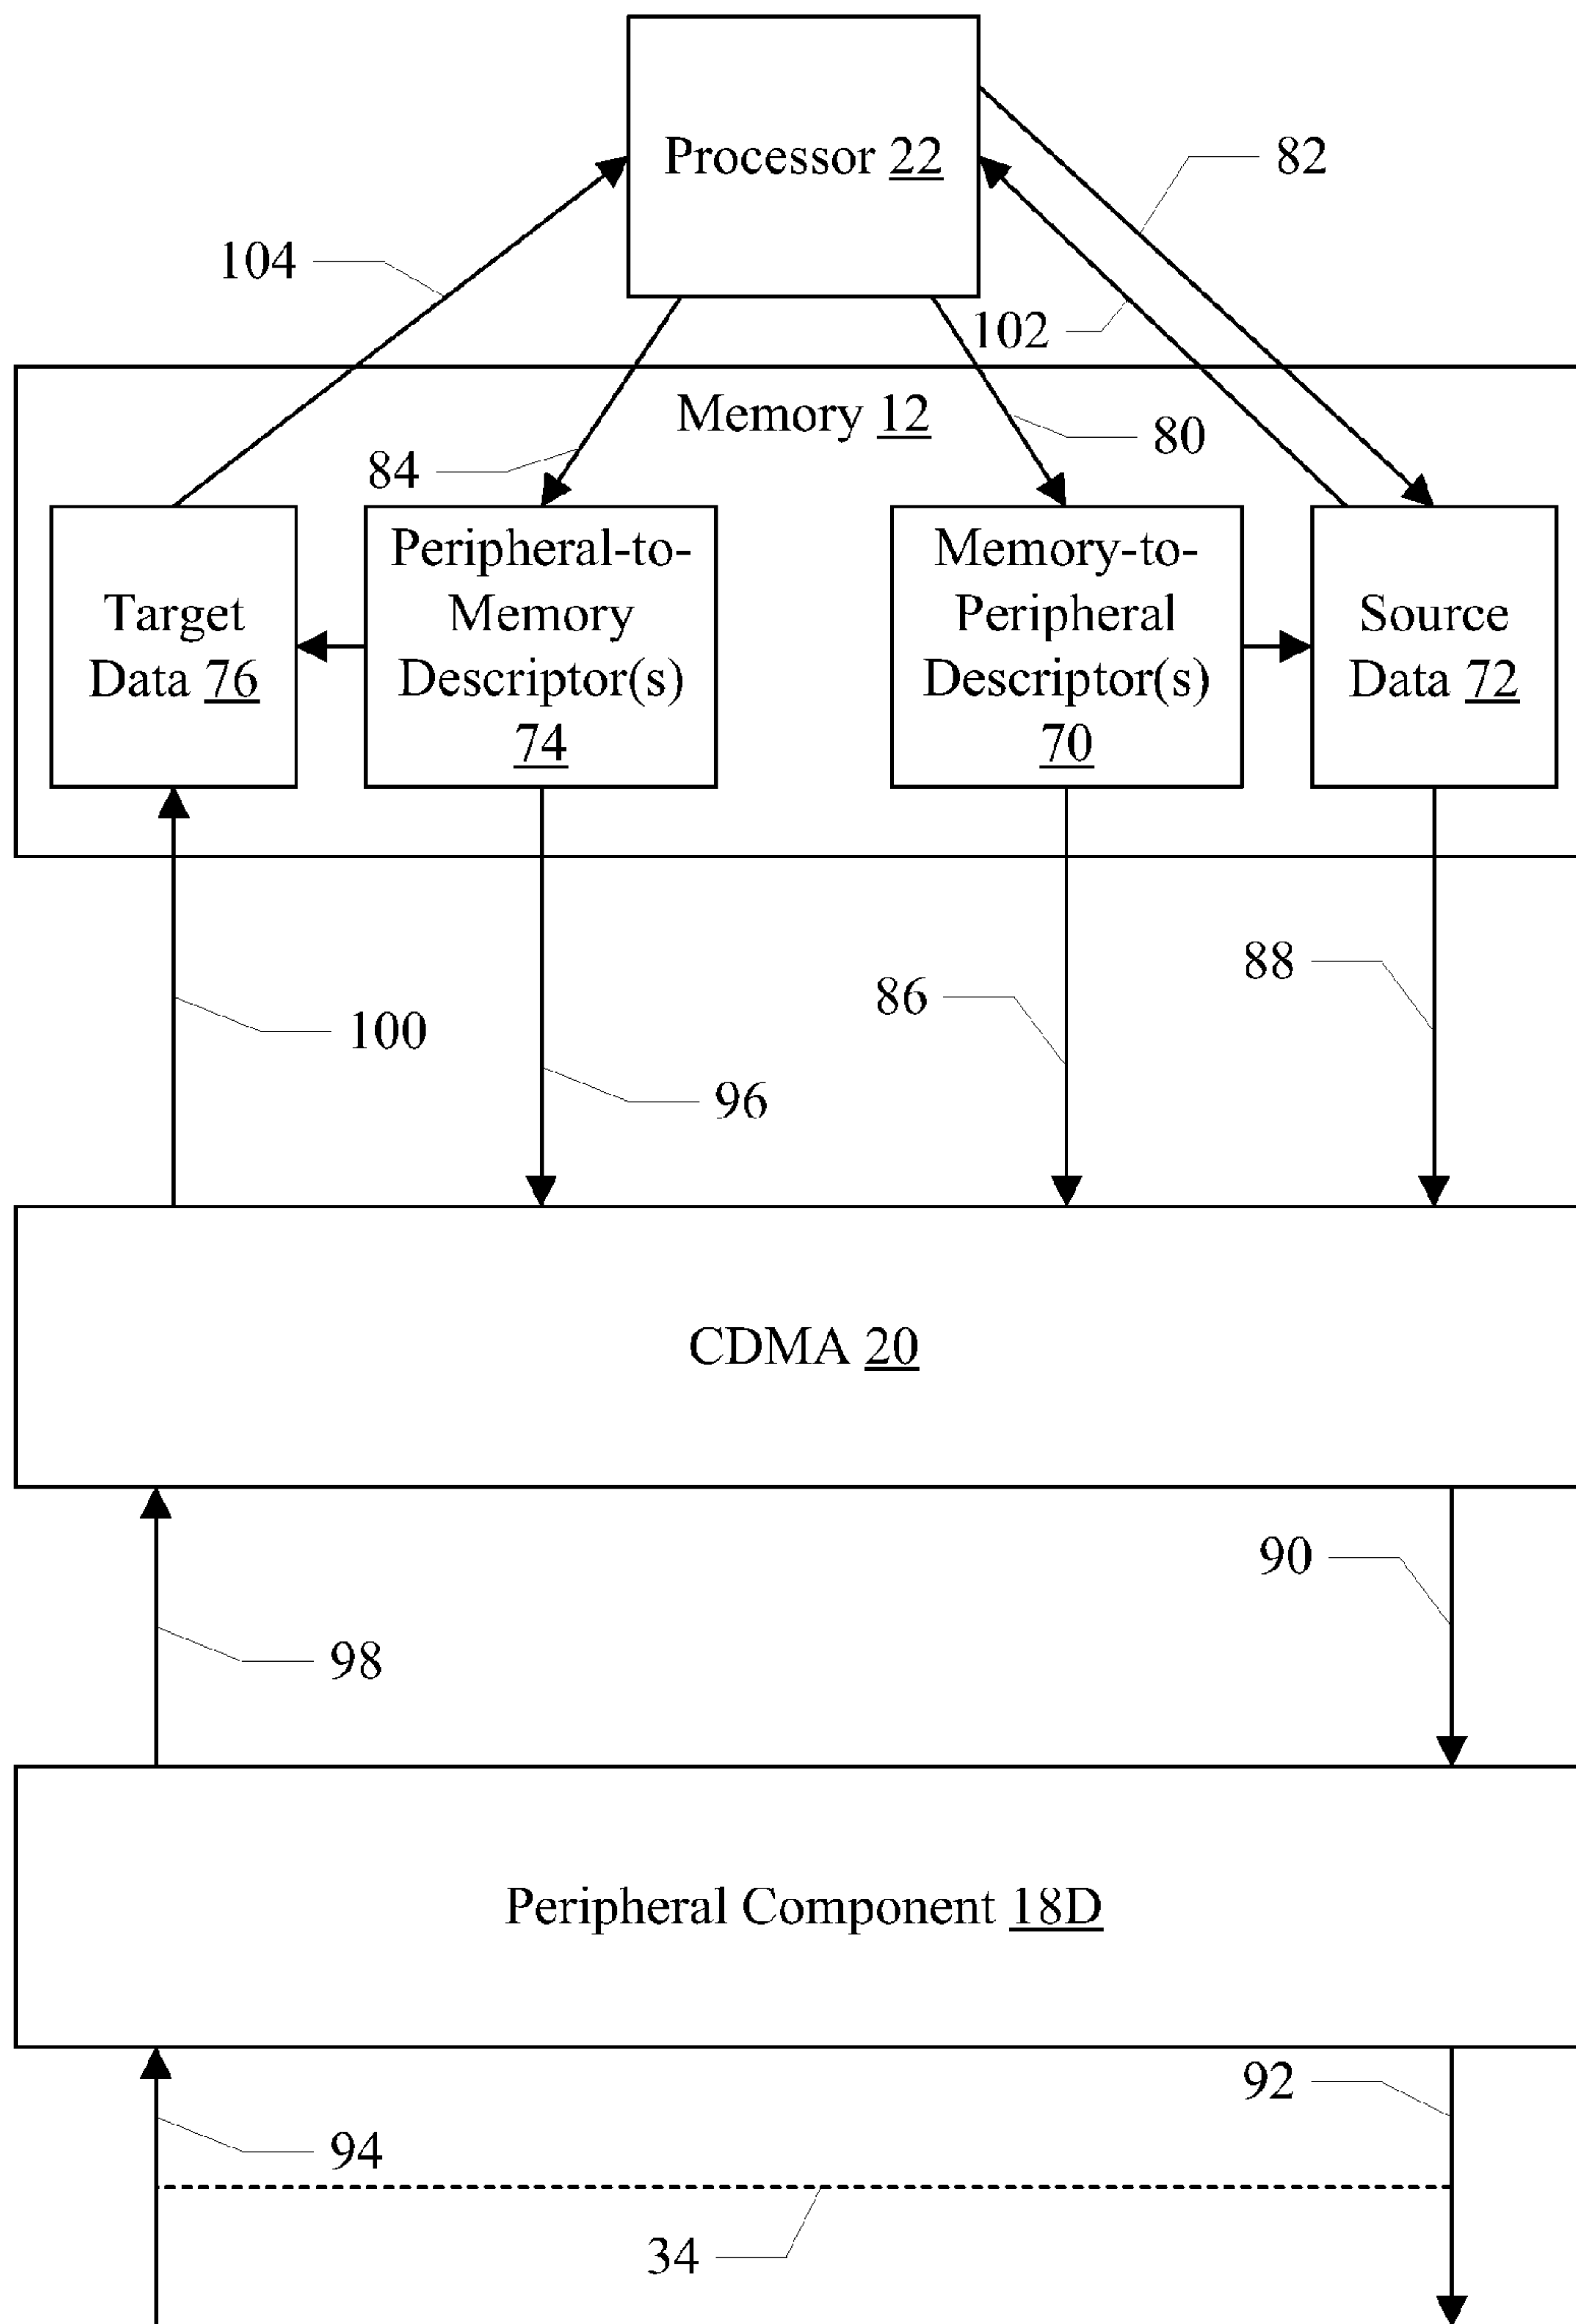 Processor 22
82
104
102
Memory 12
80
84
Target
Data 76
Peripheral-to-
Memory
Descriptor(s)
74
Memory-to-
Peripheral
Descriptor(s)
70
Source
Data 72
88
86
100
96
CDMA 20
90
98
Peripheral Component 18D
92
94
34